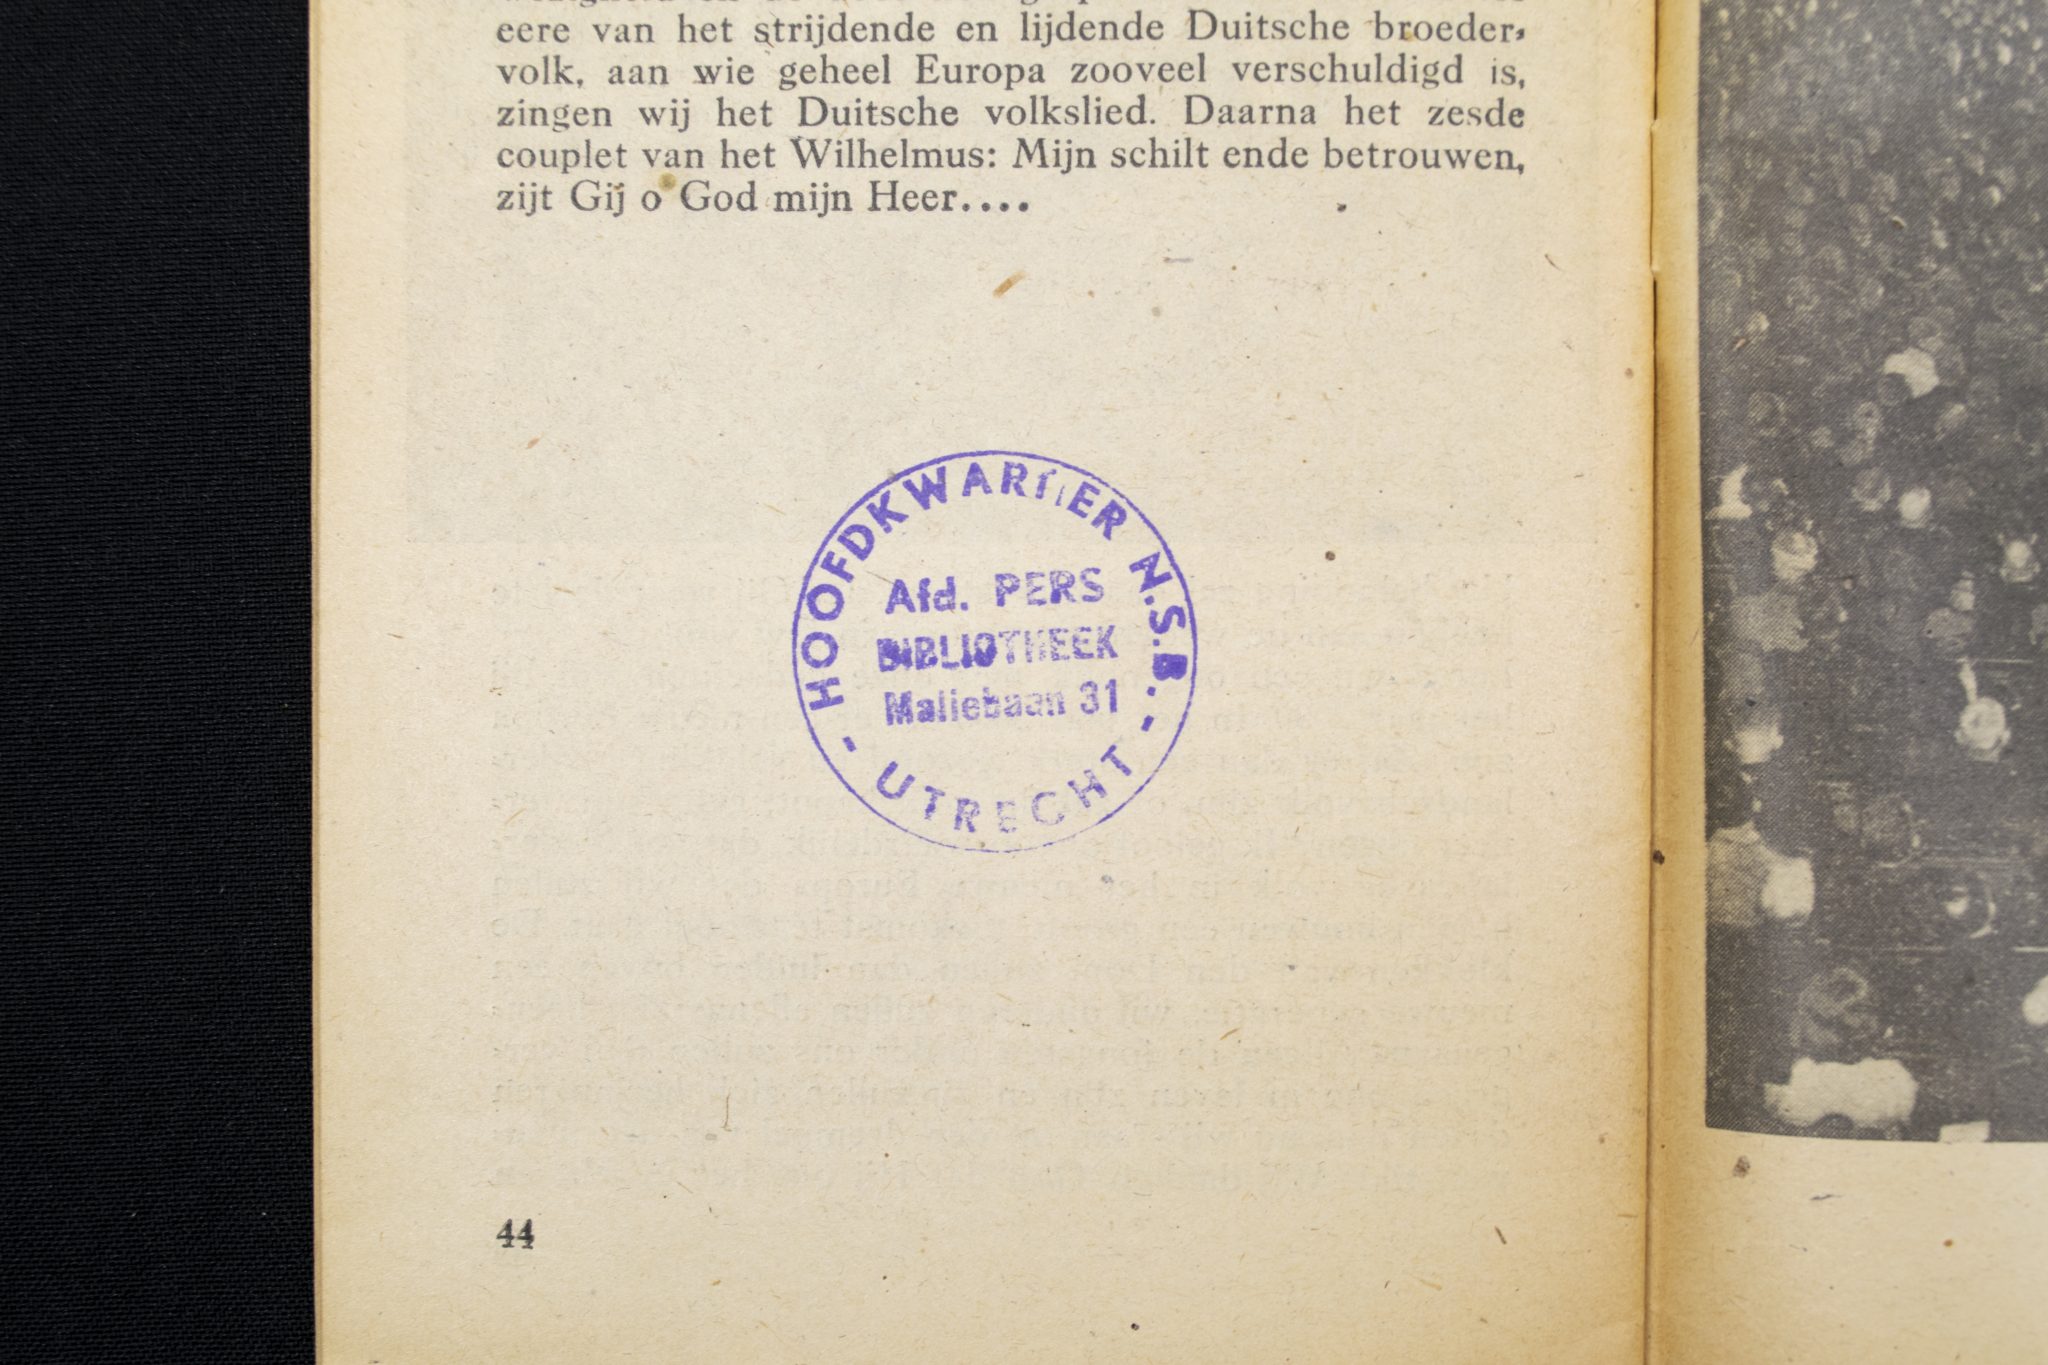 eere van het strijdende en lijdende Duitsche broeder-
volk, aan wie geheel Europa zooveel verschuldigd is,
zingen wij het Duitsche volkslied. Daarna het zesde
couplet van het Wilhelmus: Mijn schilt ende betrouwen,
zijt Gij o God mijn Heer....
HOOFDKWARTIER N.S.B.
Afd. PERS
BIBLIOTHEEK
Maliebaan 31
- UTRECHT -
44